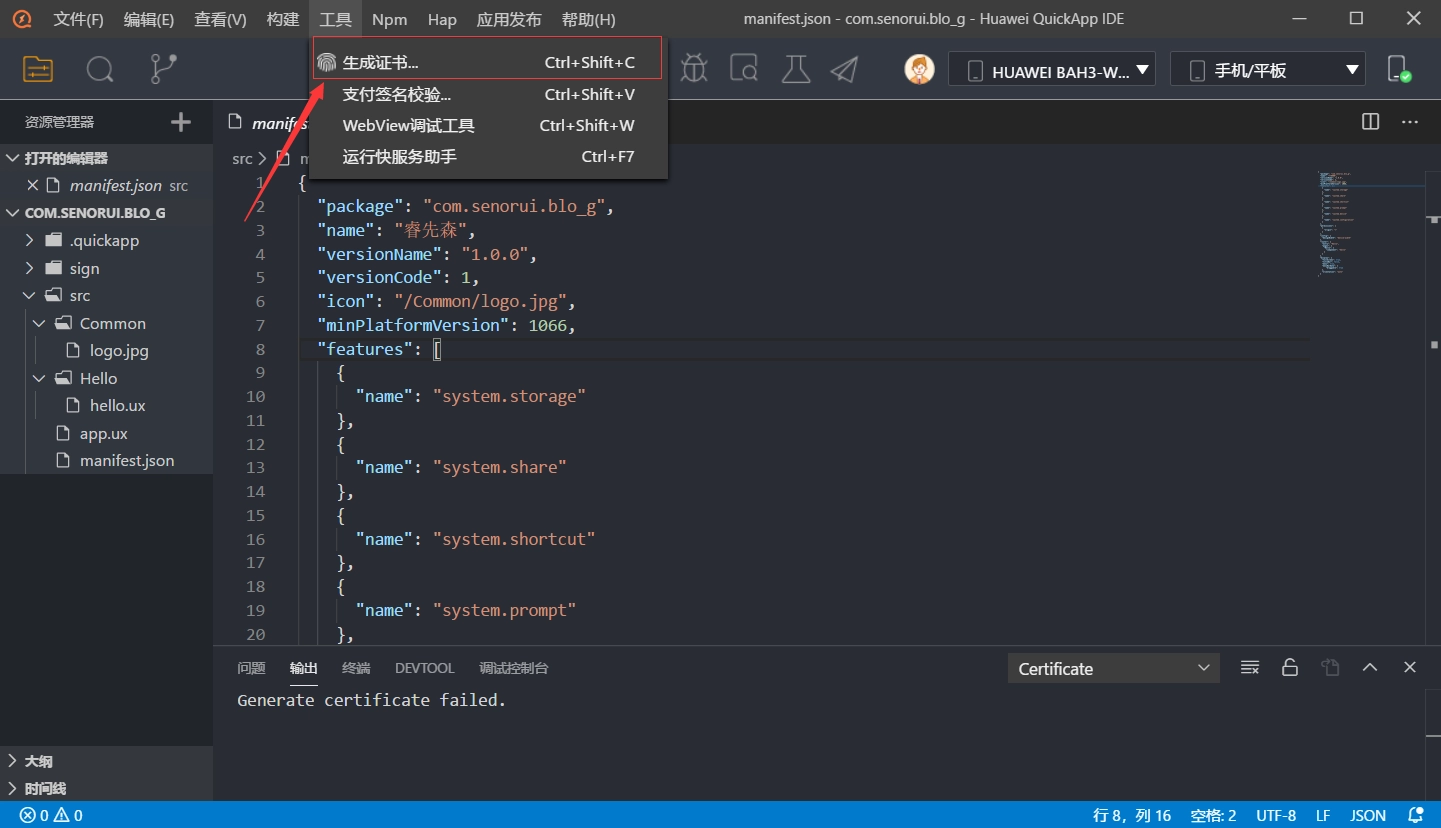 文件(F) 编辑(E) 查看(V) 构建 工具 Npm Hap 应用发布 帮助(H) manifest.json - com.senorui.blo_g - Huawei QuickApp IDE
生成证书... Ctrl+Shift+C
支付签名校验... Ctrl+Shift+V
WebView调试工具 Ctrl+Shift+W
运行快服务助手 Ctrl+F7
HUAWEI BAH3-W... 手机/平板
资源管理器
打开的编辑器
manifest.json src
COM.SENORUI.BLO_G
.quickapp
sign
src
Common
logo.jpg
Hello
hello.ux
app.ux
manifest.json
大纲
时间线
manifes
src
1 {
2 "package": "com.senorui.blo_g",
3 "name": "睿先森",
4 "versionName": "1.0.0",
5 "versionCode": 1,
6 "icon": "/Common/logo.jpg",
7 "minPlatformVersion": 1066,
8 "features": [
9 {
10 "name": "system.storage"
11 },
12 {
13 "name": "system.share"
14 },
15 {
16 "name": "system.shortcut"
17 },
18 {
19 "name": "system.prompt"
20 },
问题 输出 终端 DEVTOOL 调试控制台 Certificate
Generate certificate failed.
0 0 行 8，列 16 空格: 2 UTF-8 LF JSON